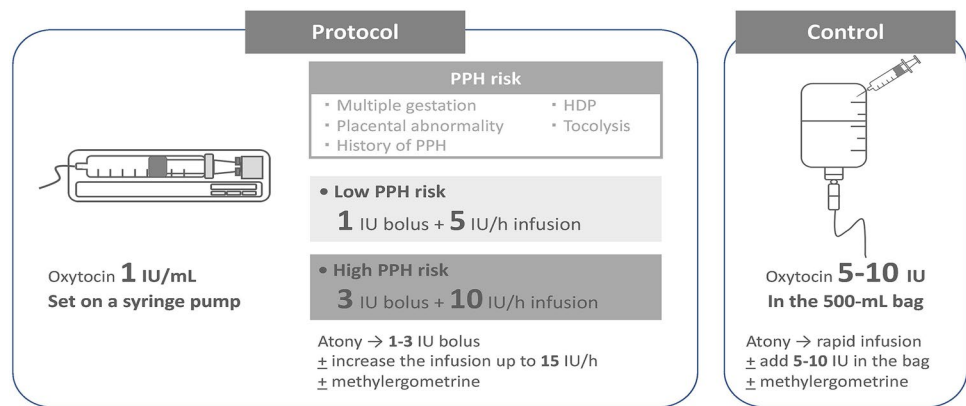 Protocol
Oxytocin 1 IU/mL
Set on a syringe pump
PPH risk
・Multiple gestation
・Placental abnormality
・History of PPH
・HDP
・Tocolysis
• Low PPH risk
1 IU bolus + 5 IU/h infusion
• High PPH risk
3 IU bolus + 10 IU/h infusion
Atony → 1-3 IU bolus
± increase the infusion up to 15 IU/h
± methylergometrine
Control
Oxytocin 5-10 IU
In the 500-mL bag
Atony → rapid infusion
± add 5-10 IU in the bag
± methylergometrine